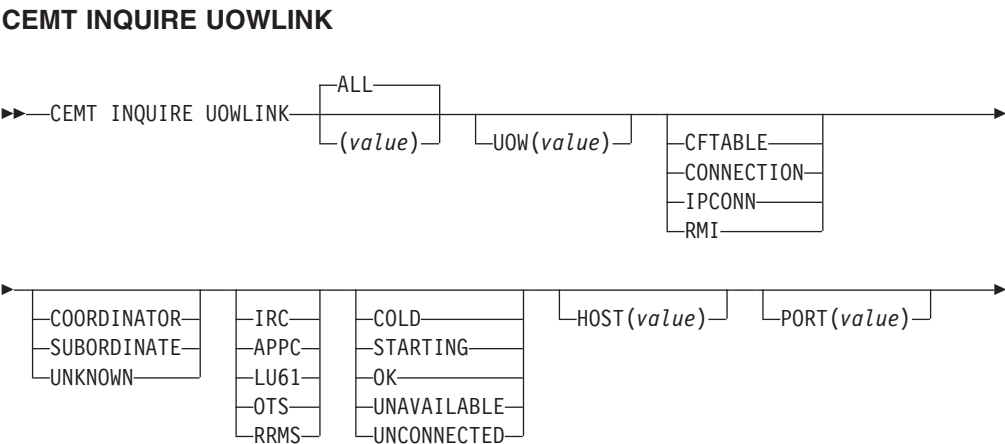 CEMT INQUIRE UOWLINK
ALL
CEMT INQUIRE UOWLINK
(value)
UOW(value)
CFTABLE
CONNECTION
IPCONN
RMI
COORDINATOR
SUBORDINATE
UNKNOWN
IRC
APPC
LU61
OTS
RRMS
COLD
STARTING
OK
UNAVAILABLE
UNCONNECTED
HOST(value)
PORT(value)